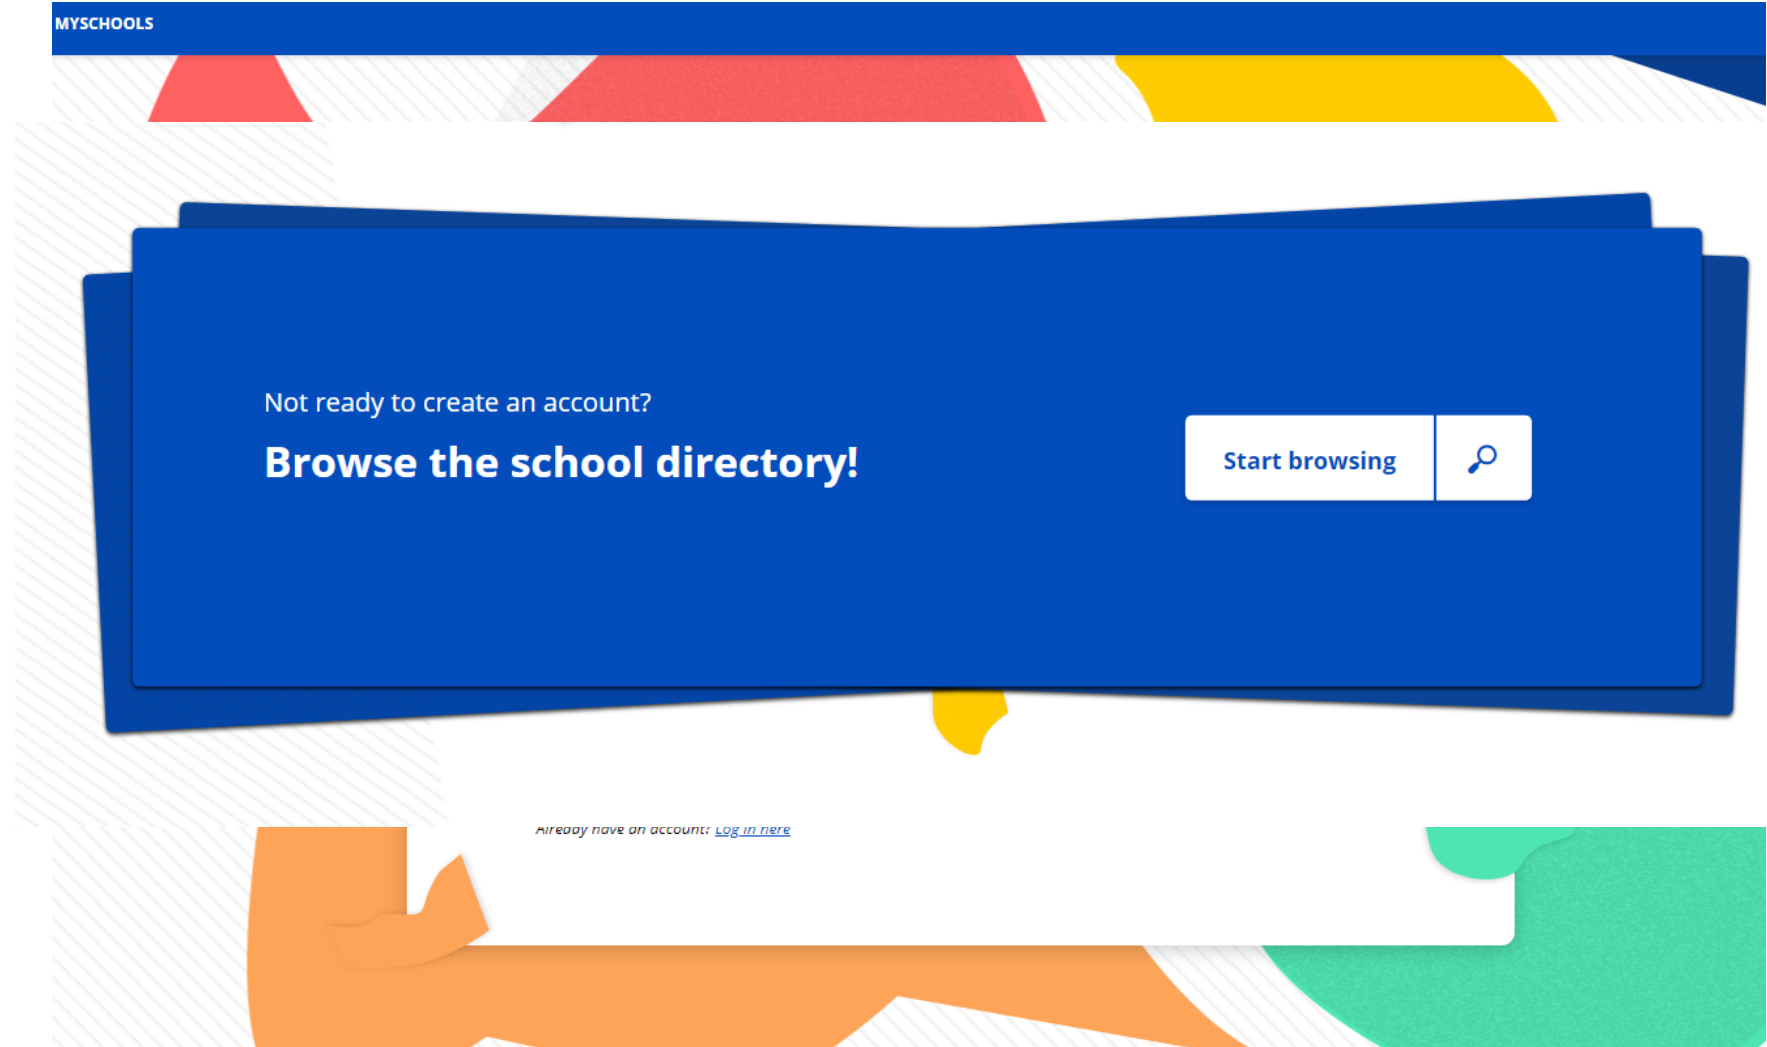 MYSCHOOLS
Not ready to create an account?
Browse the school directory!
Start browsing
Already have an account? Log in here